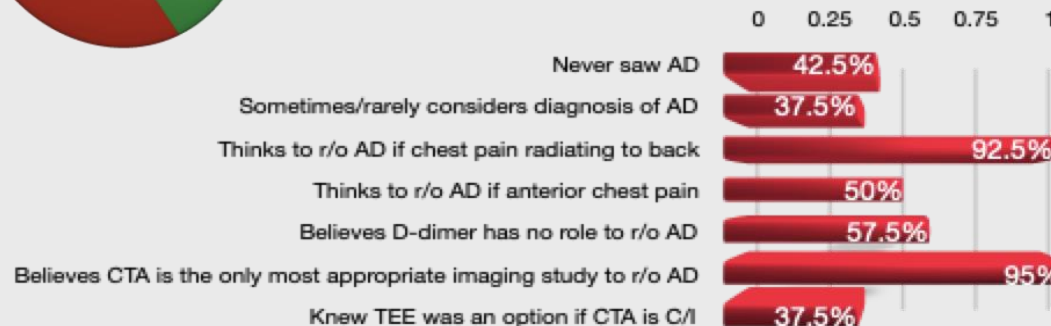 0 0.25 0.5 0.75 1
Never saw AD 42.5%
Sometimes/rarely considers diagnosis of AD 37.5%
Thinks to r/o AD if chest pain radiating to back 92.5%
Thinks to r/o AD if anterior chest pain 50%
Believes D-dimer has no role to r/o AD 57.5%
Believes CTA is the only most appropriate imaging study to r/o AD 95%
Knew TEE was an option if CTA is C/I 37.5%